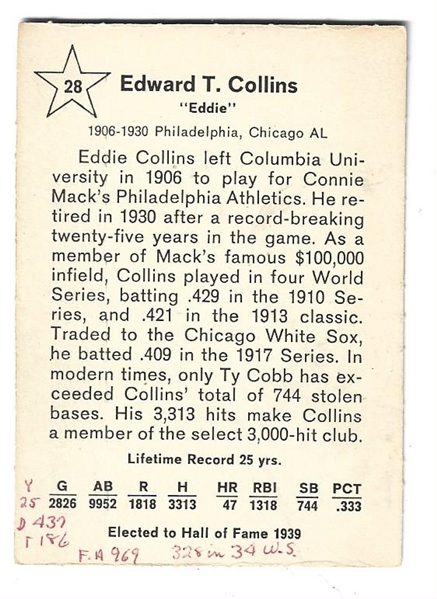 28
Edward T. Collins
"Eddie"
1906-1930 Philadelphia, Chicago AL
Eddie Collins left Columbia Uni-
versity in 1906 to play for Connie
Mack's Philadelphia Athletics. He re-
tired in 1930 after a record-breaking
twenty-five years in the game. As a
member of Mack's famous $100,000
infield, Collins played in four World
Series, batting .429 in the 1910 Se-
ries, and .421 in the 1913 classic.
Traded to the Chicago White Sox,
he batted .409 in the 1917 Series. In
modern times, only Ty Cobb has ex-
ceeded Collins' total of 744 stolen
bases. His 3,313 hits make Collins
a member of the select 3,000-hit club.
Lifetime Record 25 yrs.
Y G AB R H HR RBI SB PCT
25 2826 9952 1818 3313 47 1318 744 .333
D 437
T 186
Elected to Hall of Fame 1939
F.A 969 328 in 34 W.S.